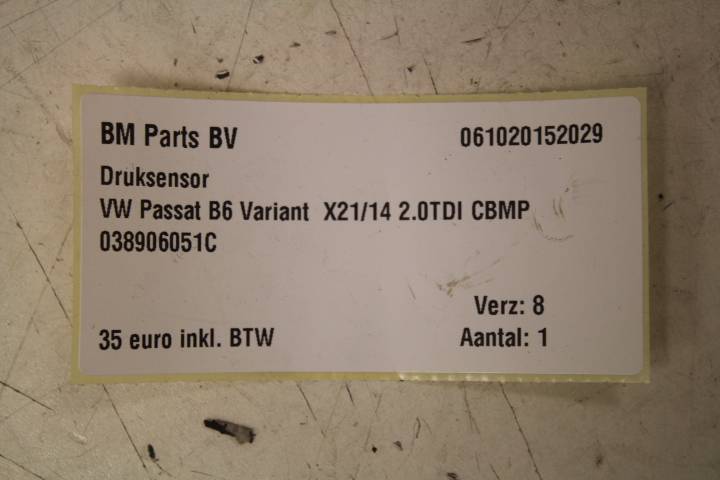 BM Parts BV 061020152029
Druksensor
VW Passat B6 Variant X21/14 2.0TDI CBMP
038906051C
Verz: 8
35 euro inkl. BTW Aantal: 1